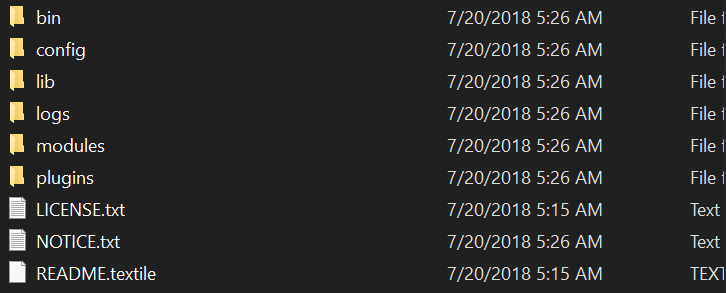 bin 7/20/2018 5:26 AM File
config 7/20/2018 5:26 AM File
lib 7/20/2018 5:26 AM File
logs 7/20/2018 5:26 AM File
modules 7/20/2018 5:26 AM File
plugins 7/20/2018 5:26 AM File
LICENSE.txt 7/20/2018 5:15 AM Text
NOTICE.txt 7/20/2018 5:26 AM Text
README.textile 7/20/2018 5:15 AM TEXT